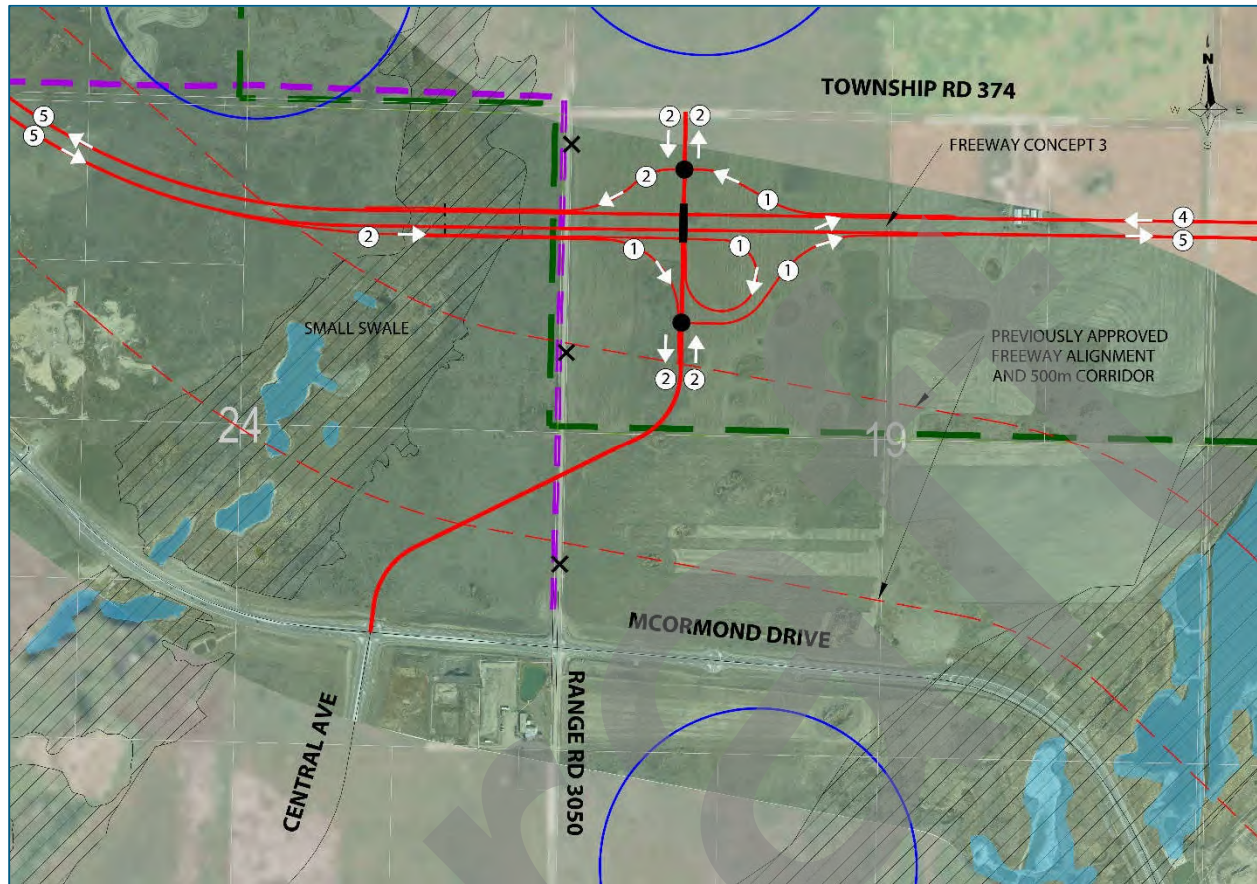 TOWNSHIP RD 374
N
W
E
S
FREEWAY CONCEPT 3
5
5
2
2
2
1
4
5
2
1
1
1
SMALL SWALE
PREVIOUSLY APPROVED
FREEWAY ALIGNMENT
AND 500m CORRIDOR
2
2
24
19
MCORMOND DRIVE
CENTRAL AVE
RANGE RD 3050